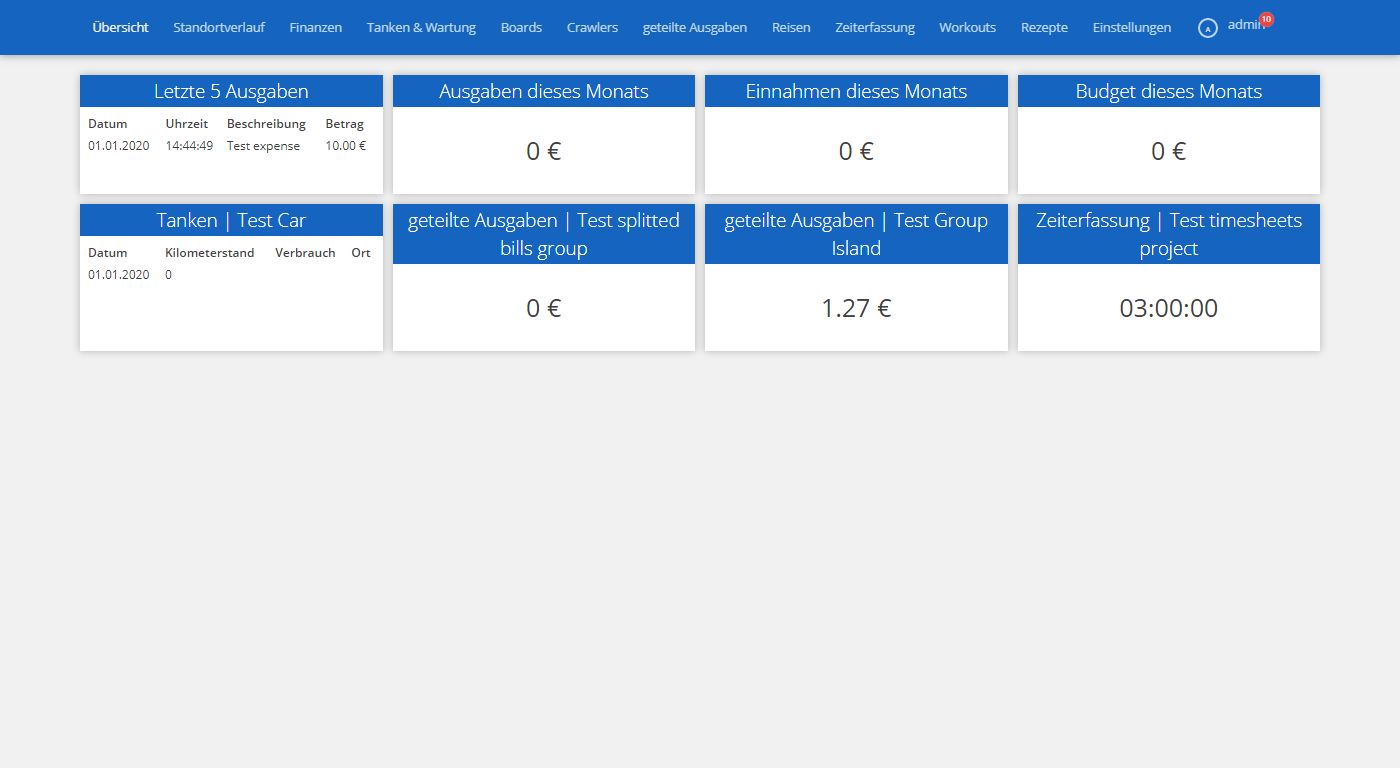 Übersicht Standortverlauf Finanzen Tanken & Wartung Boards Crawlers geteilte Ausgaben Reisen Zeiterfassung Workouts Rezepte Einstellungen A admin 10
Letzte 5 Ausgaben
Datum Uhrzeit Beschreibung Betrag
01.01.2020 14:44:49 Test expense 10.00 €
Ausgaben dieses Monats
0 €
Einnahmen dieses Monats
0 €
Budget dieses Monats
0 €
Tanken | Test Car
Datum Kilometerstand Verbrauch Ort
01.01.2020 0
geteilte Ausgaben | Test splitted
bills group
0 €
geteilte Ausgaben | Test Group
Island
1.27 €
Zeiterfassung | Test timesheets
project
03:00:00